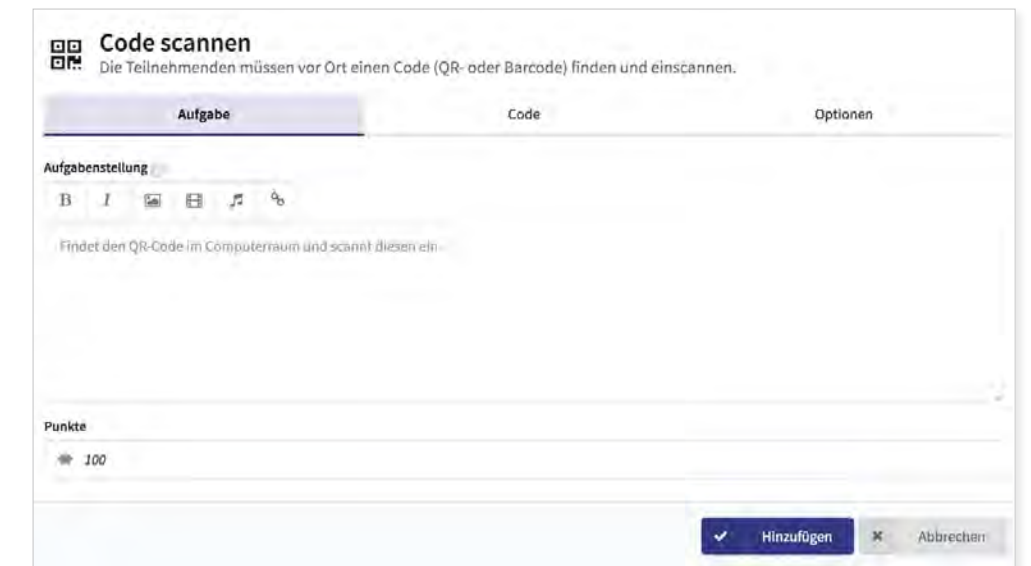 Code scannen
Die Teilnehmenden müssen vor Ort einen Code (QR- oder Barcode) finden und einscannen.
Aufgabe Code Optionen
Aufgabenstellung
B I
Findet den QR-Code im Computerraum und scannt diesen ein
Punkte
100
Hinzufügen Abbrechen